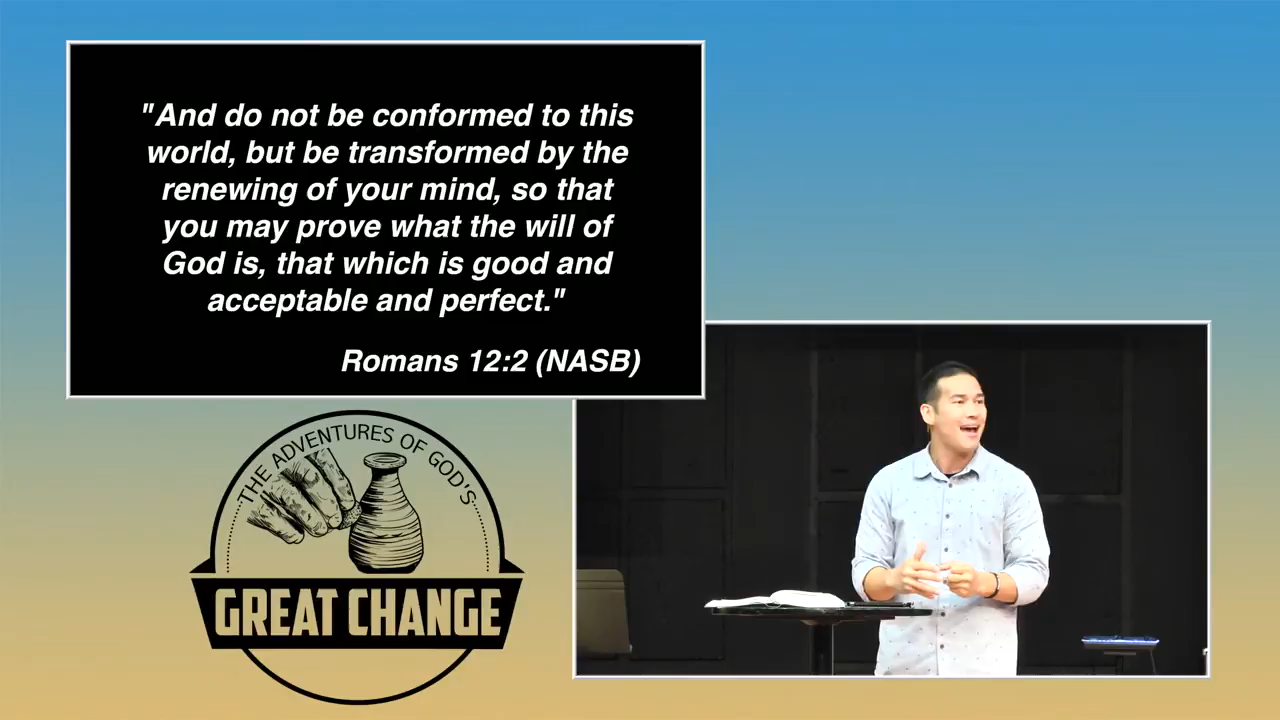 "And do not be conformed to this
world, but be transformed by the
renewing of your mind, so that
you may prove what the will of
God is, that which is good and
acceptable and perfect."
Romans 12:2 (NASB)
THE ADVENTURES OF GOD'S
GREAT CHANGE